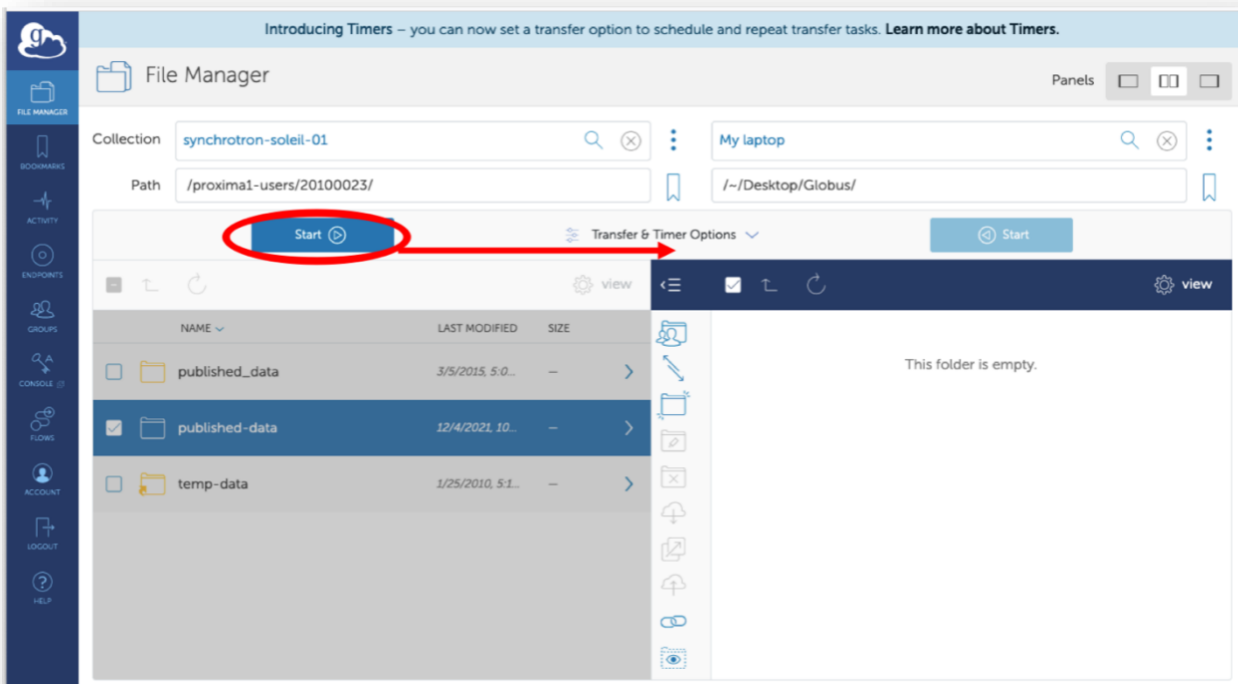 g
Introducing Timers – you can now set a transfer option to schedule and repeat transfer tasks. Learn more about Timers.
File Manager
Panels
FILE MANAGER
BOOKMARKS
ACTIVITY
ENDPOINTS
GROUPS
CONSOLE
FLOWS
ACCOUNT
LOGOUT
HELP
Collection synchrotron-soleil-01
My laptop
Path /proxima1-users/20100023/
/~/Desktop/Globus/
Start
Transfer & Timer Options
Start
view
view
NAME LAST MODIFIED SIZE
published_data 3/5/2015, 5:0... –
published-data 12/4/2021, 10... –
temp-data 1/25/2010, 5:1... –
This folder is empty.